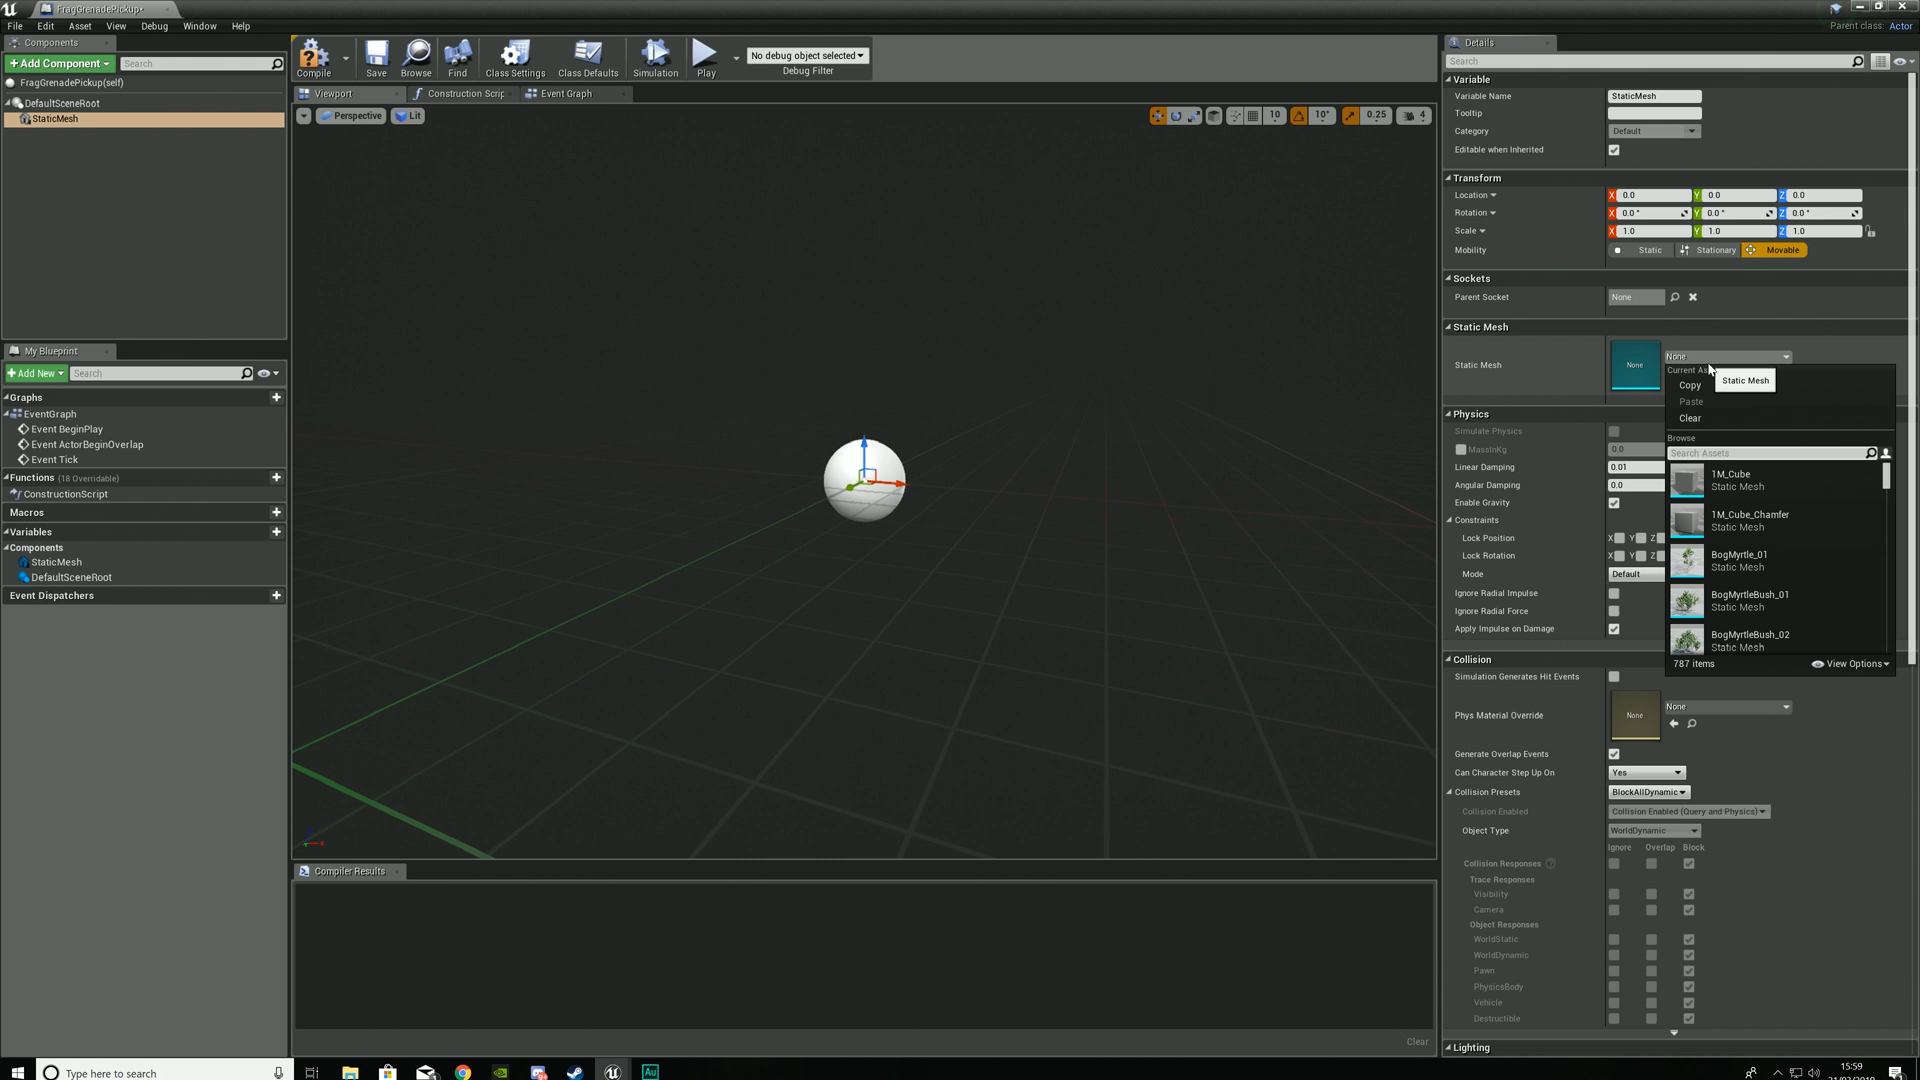 FragGrenadePickup*
File Edit Asset View Debug Window Help
Parent class: Actor
Components
+Add Component
Search
FragGrenadePickup(self)
DefaultSceneRoot
StaticMesh
Compile
Save
Browse
Find
Class Settings
Class Defaults
Simulation
Play
No debug object selected
Debug Filter
Viewport
Construction Scrip
Event Graph
Perspective
Lit
10
10°
0.25
4
My Blueprint
+Add New
Search
Graphs
EventGraph
Event BeginPlay
Event ActorBeginOverlap
Event Tick
Functions (18 Overridable)
ConstructionScript
Macros
Variables
Components
StaticMesh
DefaultSceneRoot
Event Dispatchers
Compiler Results
Clear
Details
Search
Variable
Variable Name StaticMesh
Tooltip
Category Default
Editable when Inherited
Transform
Location X 0.0 Y 0.0 Z 0.0
Rotation X 0.0 ° Y 0.0 ° Z 0.0 °
Scale X 1.0 Y 1.0 Z 1.0
Mobility Static Stationary Movable
Sockets
Parent Socket None
Static Mesh
Static Mesh None None
Current As
Copy
Static Mesh
Paste
Clear
Browse
Search Assets
1M_Cube
Static Mesh
1M_Cube_Chamfer
Static Mesh
BogMyrtle_01
Static Mesh
BogMyrtleBush_01
Static Mesh
BogMyrtleBush_02
Static Mesh
787 items View Options
Physics
Simulate Physics
MassInKg 0.0
Linear Damping 0.01
Angular Damping 0.0
Enable Gravity
Constraints
Lock Position X Y Z
Lock Rotation X Y Z
Mode Default
Ignore Radial Impulse
Ignore Radial Force
Apply Impulse on Damage
Collision
Simulation Generates Hit Events
Phys Material Override None None
Generate Overlap Events
Can Character Step Up On Yes
Collision Presets BlockAllDynamic
Collision Enabled Collision Enabled (Query and Physics)
Object Type WorldDynamic
Ignore Overlap Block
Collision Responses
Trace Responses
Visibility
Camera
Object Responses
WorldStatic
WorldDynamic
Pawn
PhysicsBody
Vehicle
Destructible
Lighting
Type here to search
Au
15:59